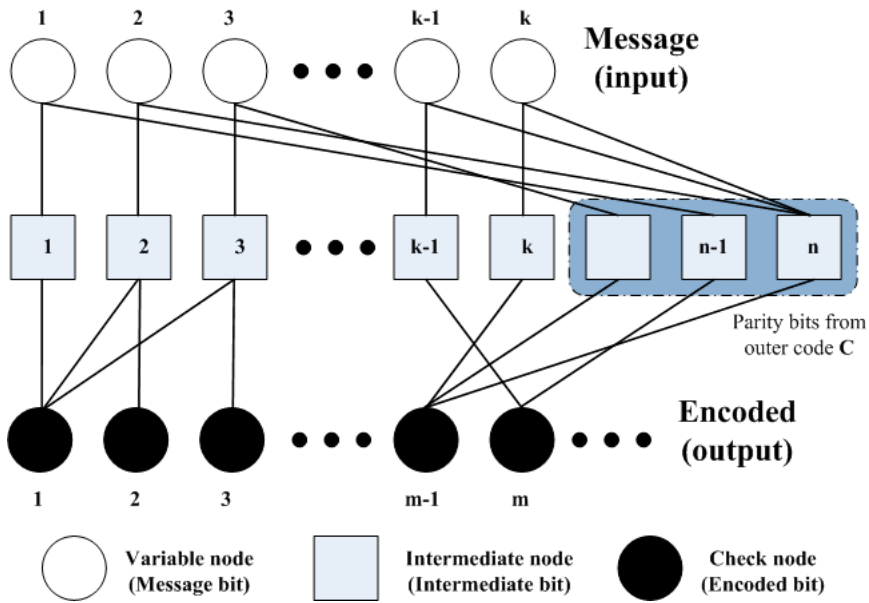 1 2 3 k-1 k
Message
(input)
1 2 3 k-1 k n-1 n
Parity bits from
outer code C
Encoded
(output)
1 2 3 m-1 m
Variable node
(Message bit)
Intermediate node
(Intermediate bit)
Check node
(Encoded bit)